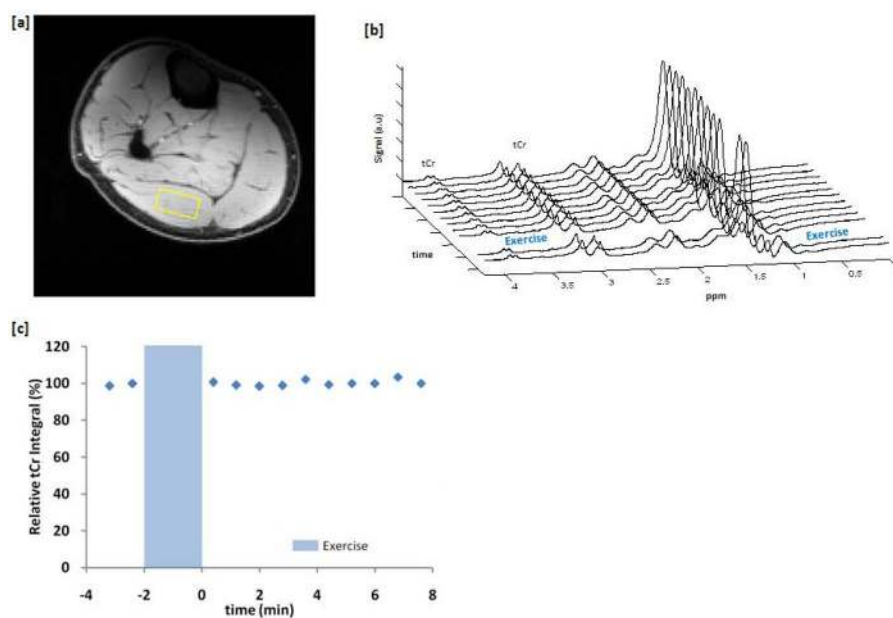 [a]
[b]
Signal (a.u)
tCr
tCr
Exercise
Exercise
time
4
3.5
3
2.5
2
1.5
1
0.5
ppm
[c]
Relative tCr Integral (%)
120
100
80
60
40
20
0
Exercise
-4
-2
0
2
4
6
8
time (min)